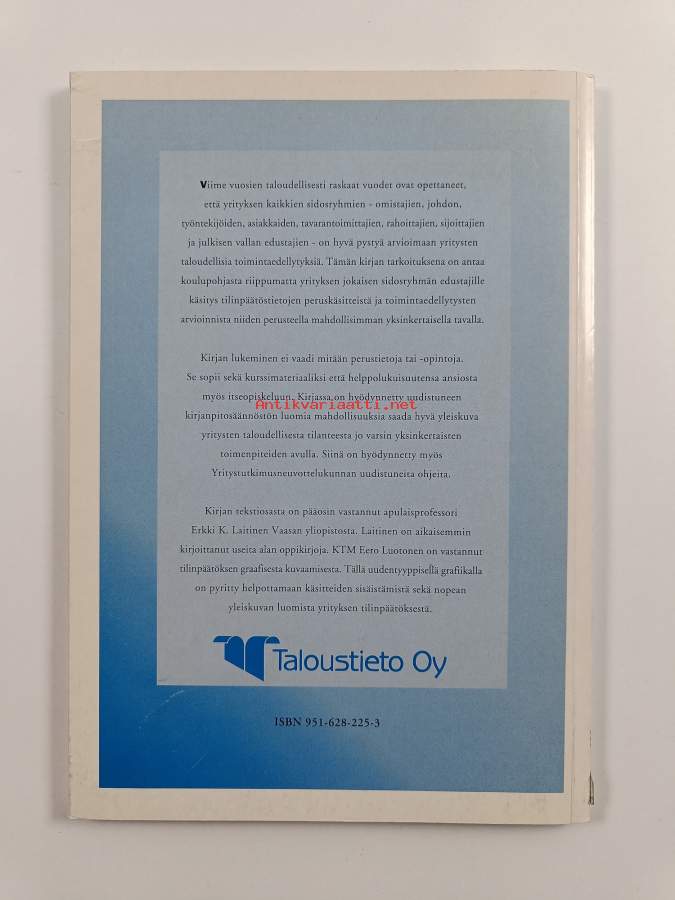 Viime vuosien taloudellisesti raskaat vuodet ovat opettaneet,
että yrityksen kaikkien sidosryhmien - omistajien, johdon,
työntekijöiden, asiakkaiden, tavarantoimittajien, rahoittajien, sijoittajien
ja julkisen vallan edustajien - on hyvä pystyä arvioimaan yritysten
taloudellisia toimintaedellytyksiä. Tämän kirjan tarkoituksena on antaa
koulupohjasta riippumatta yrityksen jokaisen sidosryhmän edustajille
käsitys tilinpäätöstietojen peruskäsitteistä ja toimintaedellytysten
arvioinnista niiden perusteella mahdollisimman yksinkertaisella tavalla.
Kirjan lukeminen ei vaadi mitään perustietoja tai -opintoja.
Se sopii sekä kurssimateriaaliksi että helppolukuisuutensa ansiosta
myös itseopiskeluun. Kirjassa on hyödynnetty uudistuneen
Antikvariaatti.net
kirjanpitosäännöstön luomia mahdollisuuksia saada hyvä yleiskuva
yritysten taloudellisesta tilanteesta jo varsin yksinkertaisten
toimenpiteiden avulla. Siinä on hyödynnetty myös
Yritystutkimusneuvottelukunnan uudistuneita ohjeita.
Kirjan tekstiosasta on pääosin vastannut apulaisprofessori
Erkki K. Laitinen Vaasan yliopistosta. Laitinen on aikaisemmin
kirjoittanut useita alan oppikirjoja. KTM Eero Luotonen on vastannut
tilinpäätöksen graafisesta kuvaamisesta. Tällä uudentyyppisellä grafiikalla
on pyritty helpottamaan käsitteiden sisäistämistä sekä nopean
yleiskuvan luomista yrityksen tilinpäätöksestä.
Taloustieto Oy
ISBN 951-628-225-3